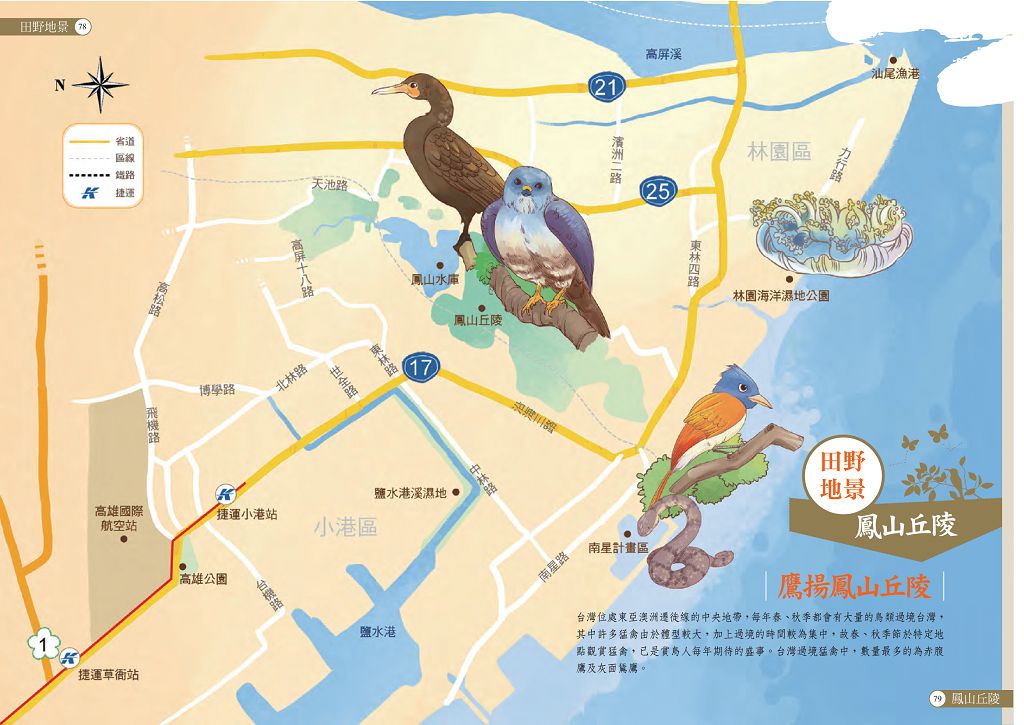 田野地景 78
N
省道
區線
鐵路
捷運
高屏溪
汕尾漁港
21
濱洲二路
林園區
力行路
25
天池路
東林四路
高屏十八路
鳳山水庫
高松路
林園海洋濕地公園
鳳山丘陵
東林路
17
世全路
北林路
博學路
飛機路
沿海三路
田野
地景
中林路
鹽水港溪濕地
捷運小港站
高雄國際
航空站
小港區
鳳山丘陵
南星計畫區
南星路
高雄公園
台機路
鷹揚鳳山丘陵
鹽水港
1
捷運草衙站
台灣位處東亞澳洲遷徙線的中央地帶，每年春、秋季都會有大量的鳥類過境台灣，
其中許多猛禽由於體型較大，加上過境的時間較為集中，故春、秋季節於特定地
點觀賞猛禽，已是賞鳥人每年期待的盛事。台灣過境猛禽中，數量最多的為赤腹
鷹及灰面鵟鷹。
79 鳳山丘陵